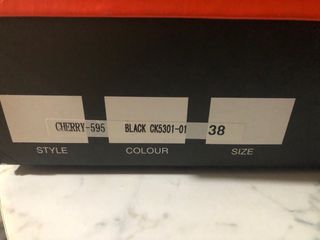 CHERRY-595 BLACK CK5301-01 38
STYLE COLOUR SIZE